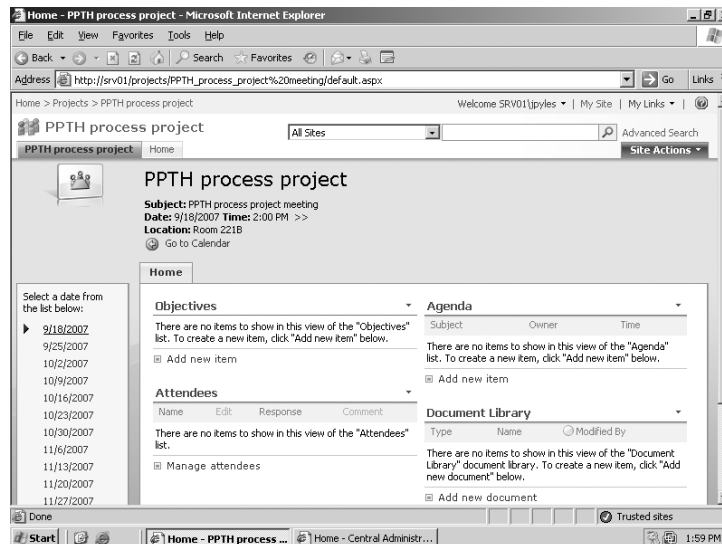 Home - PPTH process project - Microsoft Internet Explorer
File Edit View Favorites Tools Help
Back Search Favorites
Address http://srv01/projects/PPTH_process_project%20meeting/default.aspx Go Links
Home > Projects > PPTH process project Welcome SRV01\jpyles | My Site | My Links |
PPTH process project All Sites Advanced Search
PPTH process project Home Site Actions
PPTH process project
Subject: PPTH process project meeting
Date: 9/18/2007 Time: 2:00 PM >>
Location: Room 221B
Go to Calendar
Home
Select a date from
the list below:
9/18/2007
9/25/2007
10/2/2007
10/9/2007
10/16/2007
10/23/2007
10/30/2007
11/6/2007
11/13/2007
11/20/2007
11/27/2007
Objectives
There are no items to show in this view of the "Objectives"
list. To create a new item, click "Add new item" below.
Add new item
Attendees
Name Edit Response Comment
There are no items to show in this view of the "Attendees"
list.
Manage attendees
Agenda
Subject Owner Time
There are no items to show in this view of the "Agenda"
list. To create a new item, click "Add new item" below.
Add new item
Document Library
Type Name Modified By
There are no items to show in this view of the "Document
Library" document library. To create a new item, click "Add
new document" below.
Add new document
Done Trusted sites
Start Home - PPTH process ... Home - Central Administr... 1:59 PM